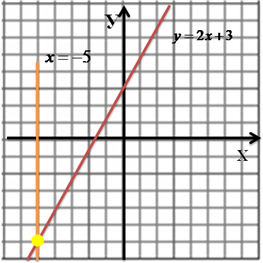 y
y = 2x + 3
x = −5
X